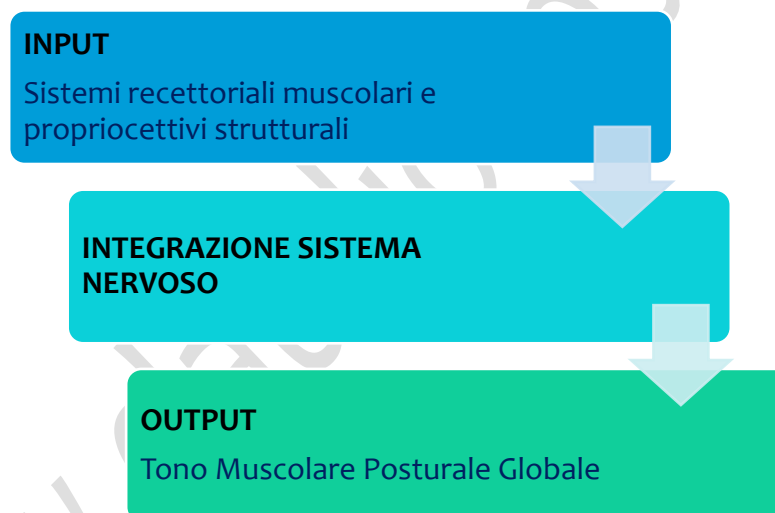 INPUT
Sistemi recettoriali muscolari e
propriocettivi strutturali
INTEGRAZIONE SISTEMA
NERVOSO
OUTPUT
Tono Muscolare Posturale Globale